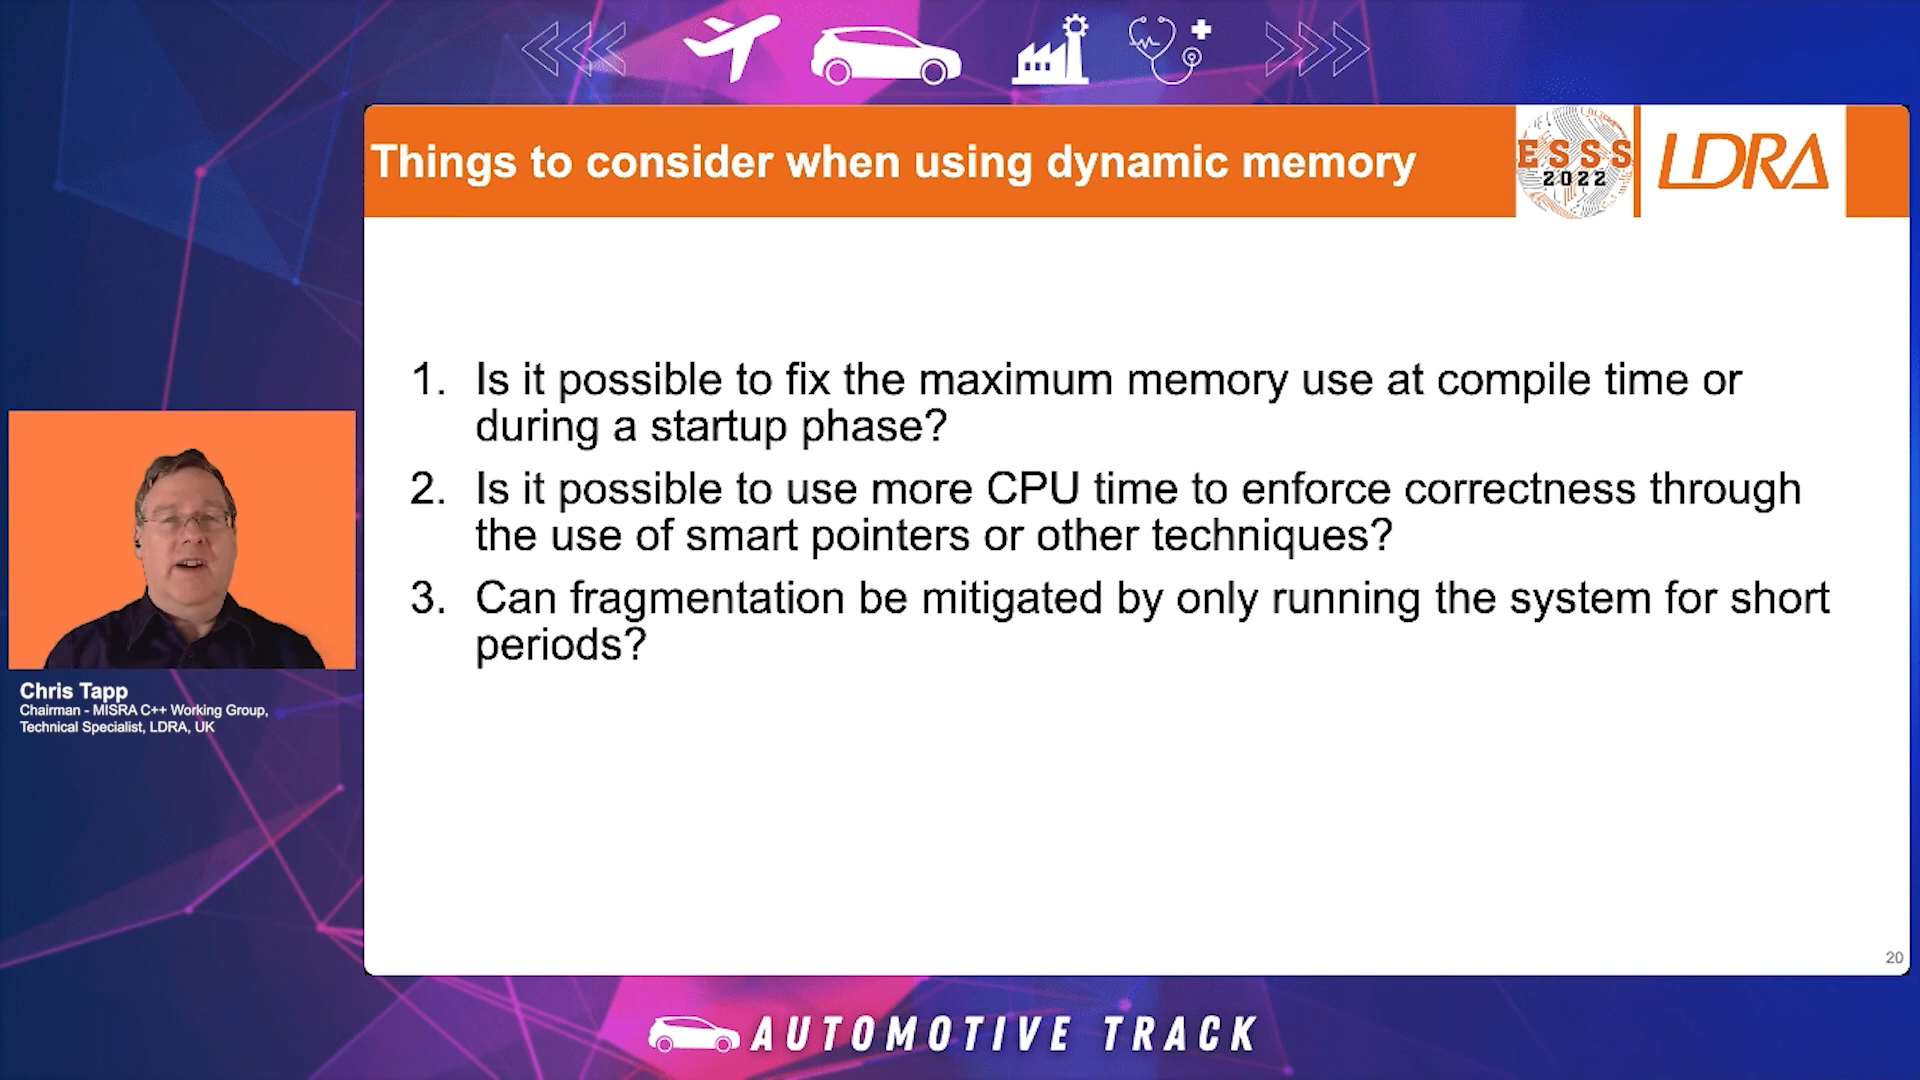 Things to consider when using dynamic memory
ESSS
2022
LDRA
1. Is it possible to fix the maximum memory use at compile time or
during a startup phase?
2. Is it possible to use more CPU time to enforce correctness through
the use of smart pointers or other techniques?
3. Can fragmentation be mitigated by only running the system for short
periods?
Chris Tapp
Chairman - MISRA C++ Working Group,
Technical Specialist, LDRA, UK
20
AUTOMOTIVE TRACK